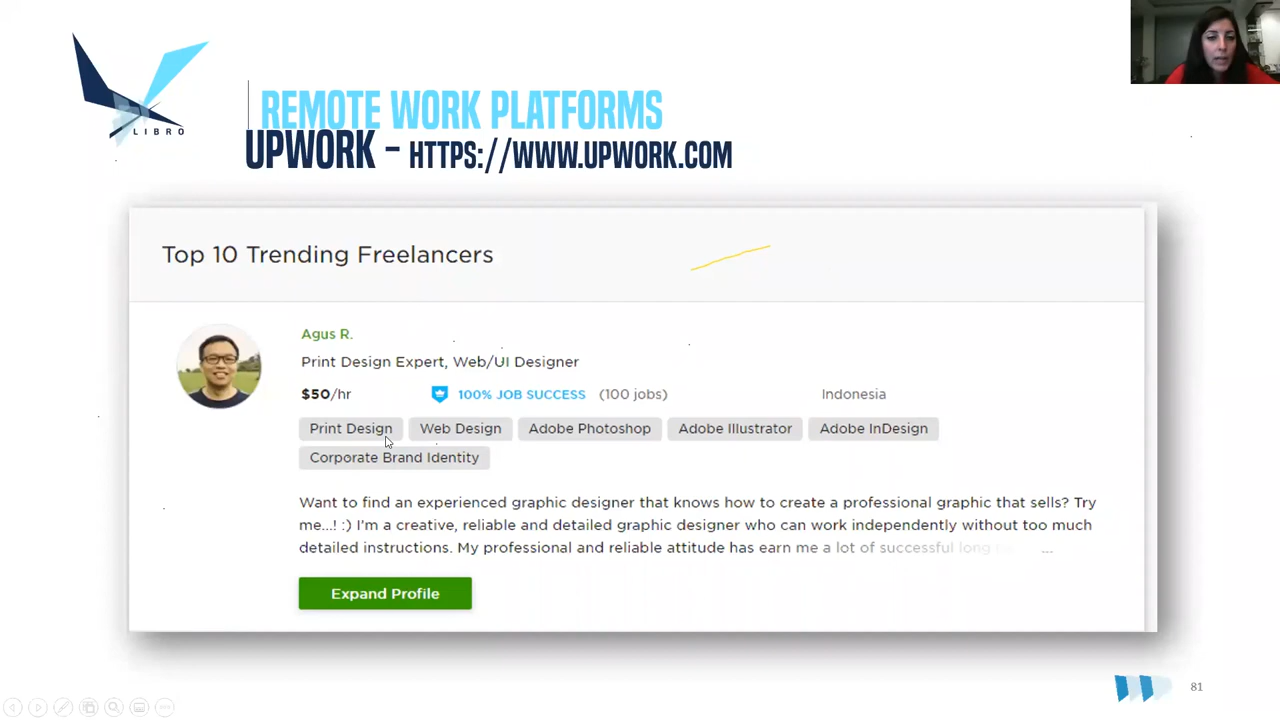 LIBRO
REMOTE WORK PLATFORMS
UPWORK – HTTPS://WWW.UPWORK.COM
Top 10 Trending Freelancers
Agus R.
Print Design Expert, Web/UI Designer
$50/hr 100% JOB SUCCESS (100 jobs) Indonesia
Print Design Web Design Adobe Photoshop Adobe Illustrator Adobe InDesign
Corporate Brand Identity
Want to find an experienced graphic designer that knows how to create a professional graphic that sells? Try
me...! :) I'm a creative, reliable and detailed graphic designer who can work independently without too much
detailed instructions. My professional and reliable attitude has earn me a lot of successful long ...
Expand Profile
81